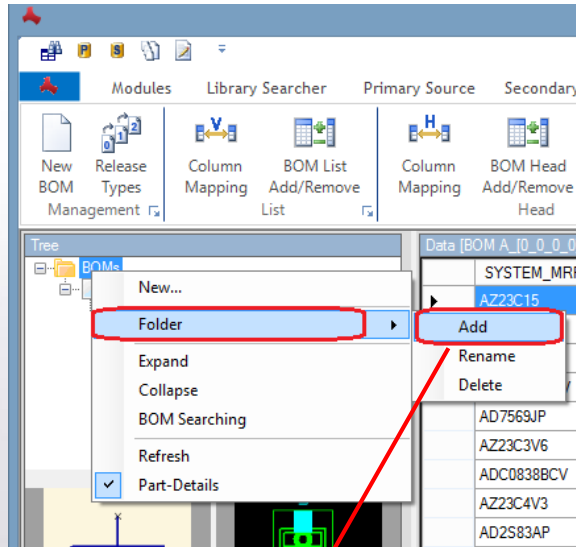 P S
Modules Library Searcher Primary Source Secondary
New BOM Release Types Column Mapping BOM List Add/Remove Column Mapping BOM Head Add/Remove
Management List Head
Tree Data [BOM A_[0_0_0_0
BOMs SYSTEM_MRP
New... AZ23C15
Folder Add
Rename
Expand Delete
Collapse
BOM Searching AD7569JP
AZ23C3V6
Refresh ADC0838BCV
Part-Details AZ23C4V3
AD2S83AP